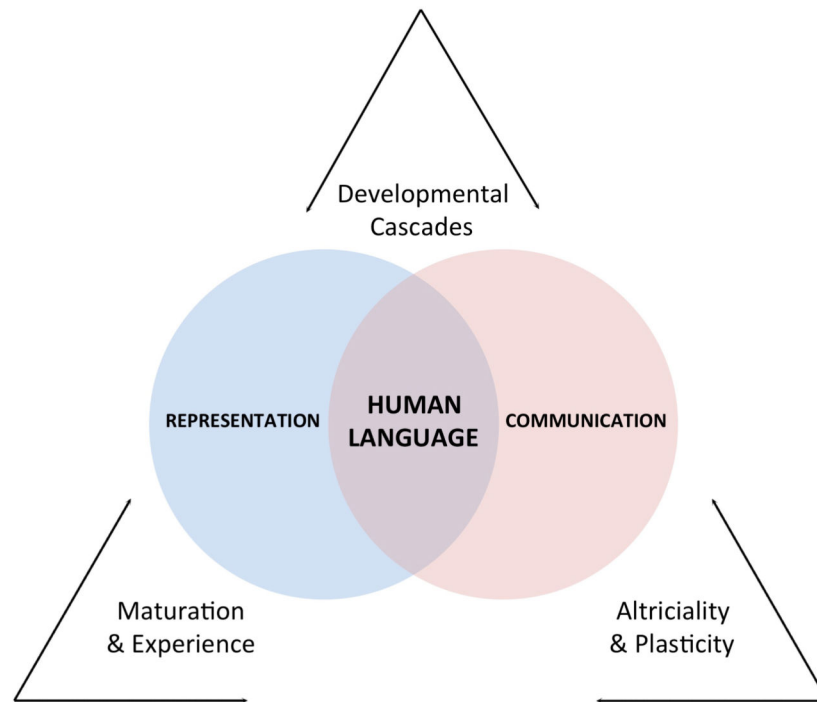 Developmental
Cascades
REPRESENTATION
HUMAN
LANGUAGE
COMMUNICATION
Maturation
& Experience
Altriciality
& Plasticity